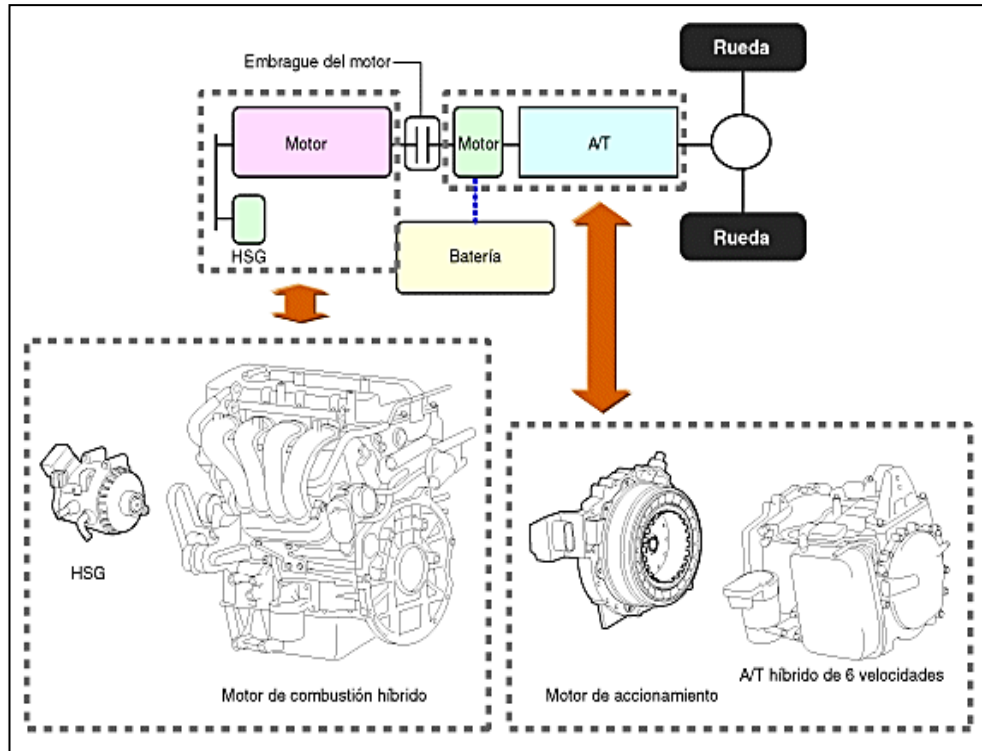 Rueda
Embrague del motor
Motor
Motor
A/T
HSG
Batería
Rueda
HSG
Motor de combustión híbrido
Motor de accionamiento
A/T híbrido de 6 velocidades